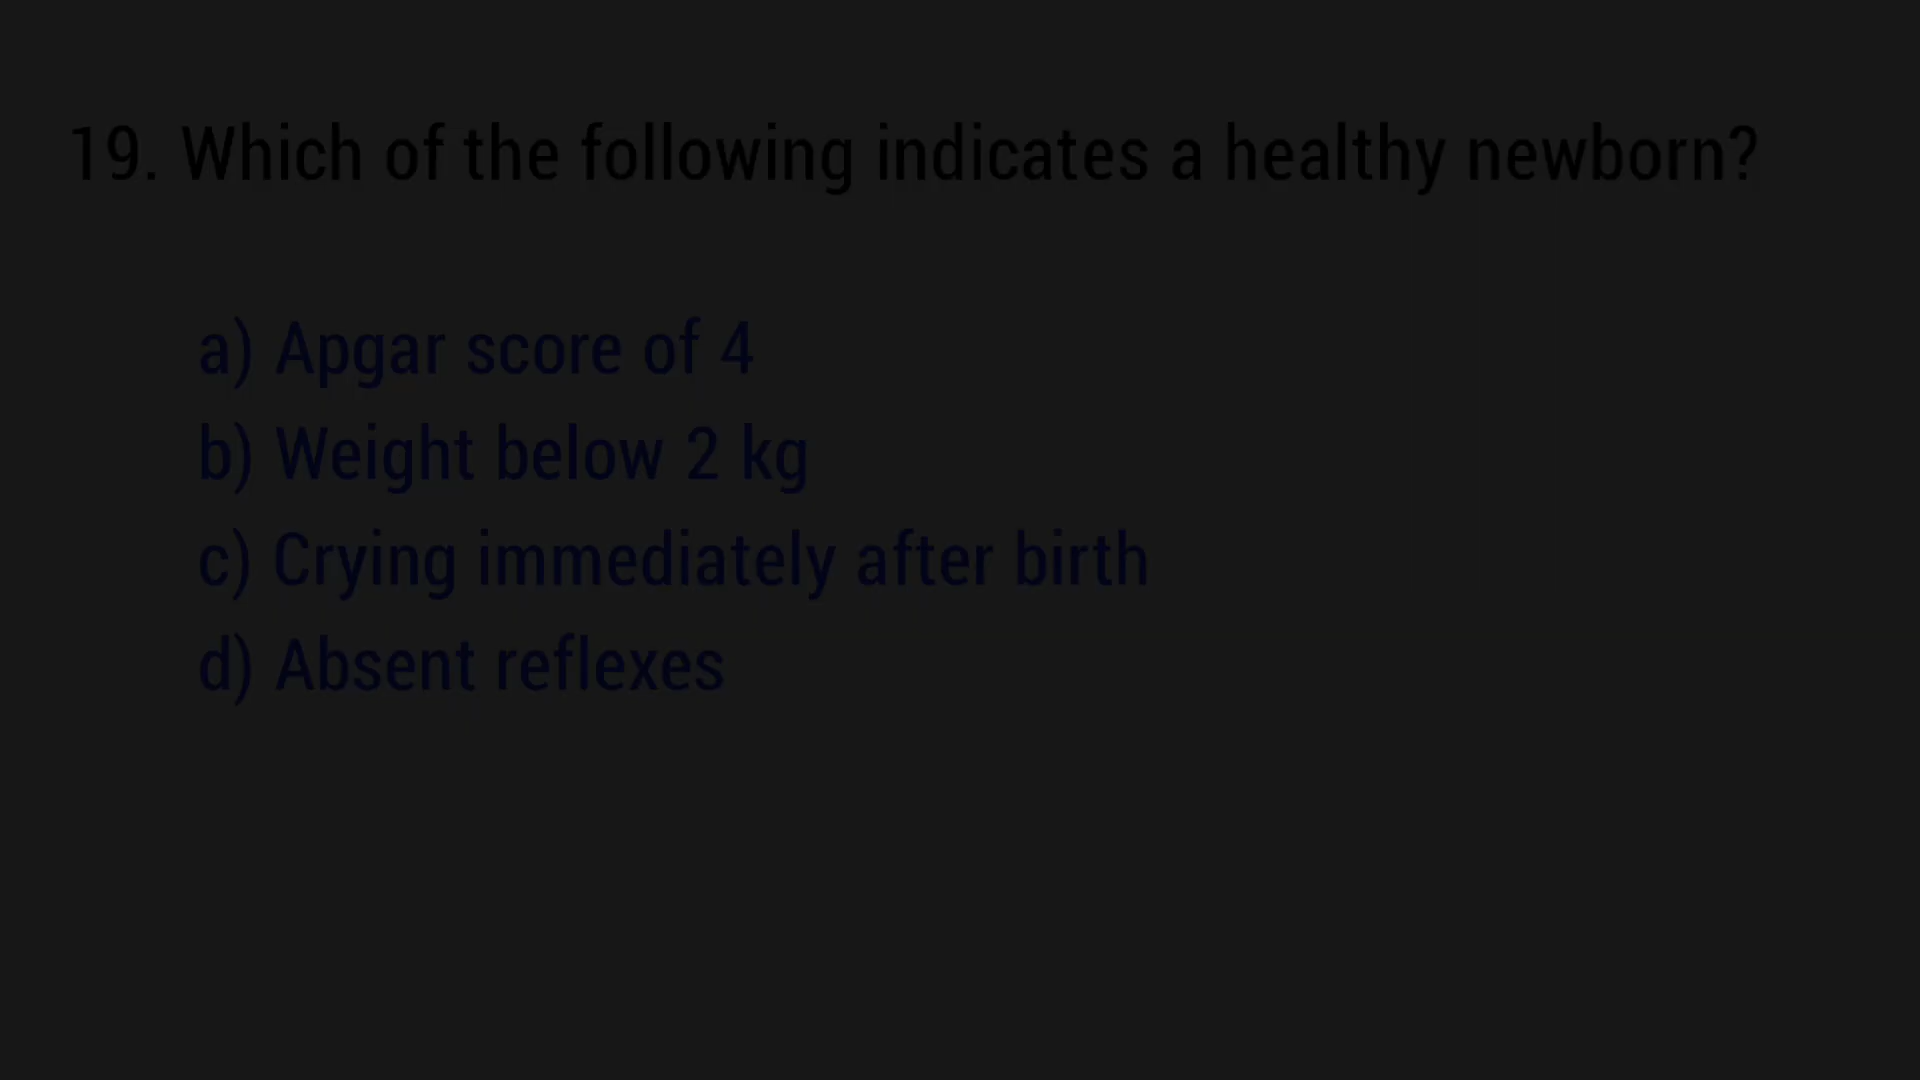 19. Which of the following indicates a healthy newborn?
a) Apgar score of 4
b) Weight below 2 kg
c) Crying immediately after birth
d) Absent reflexes